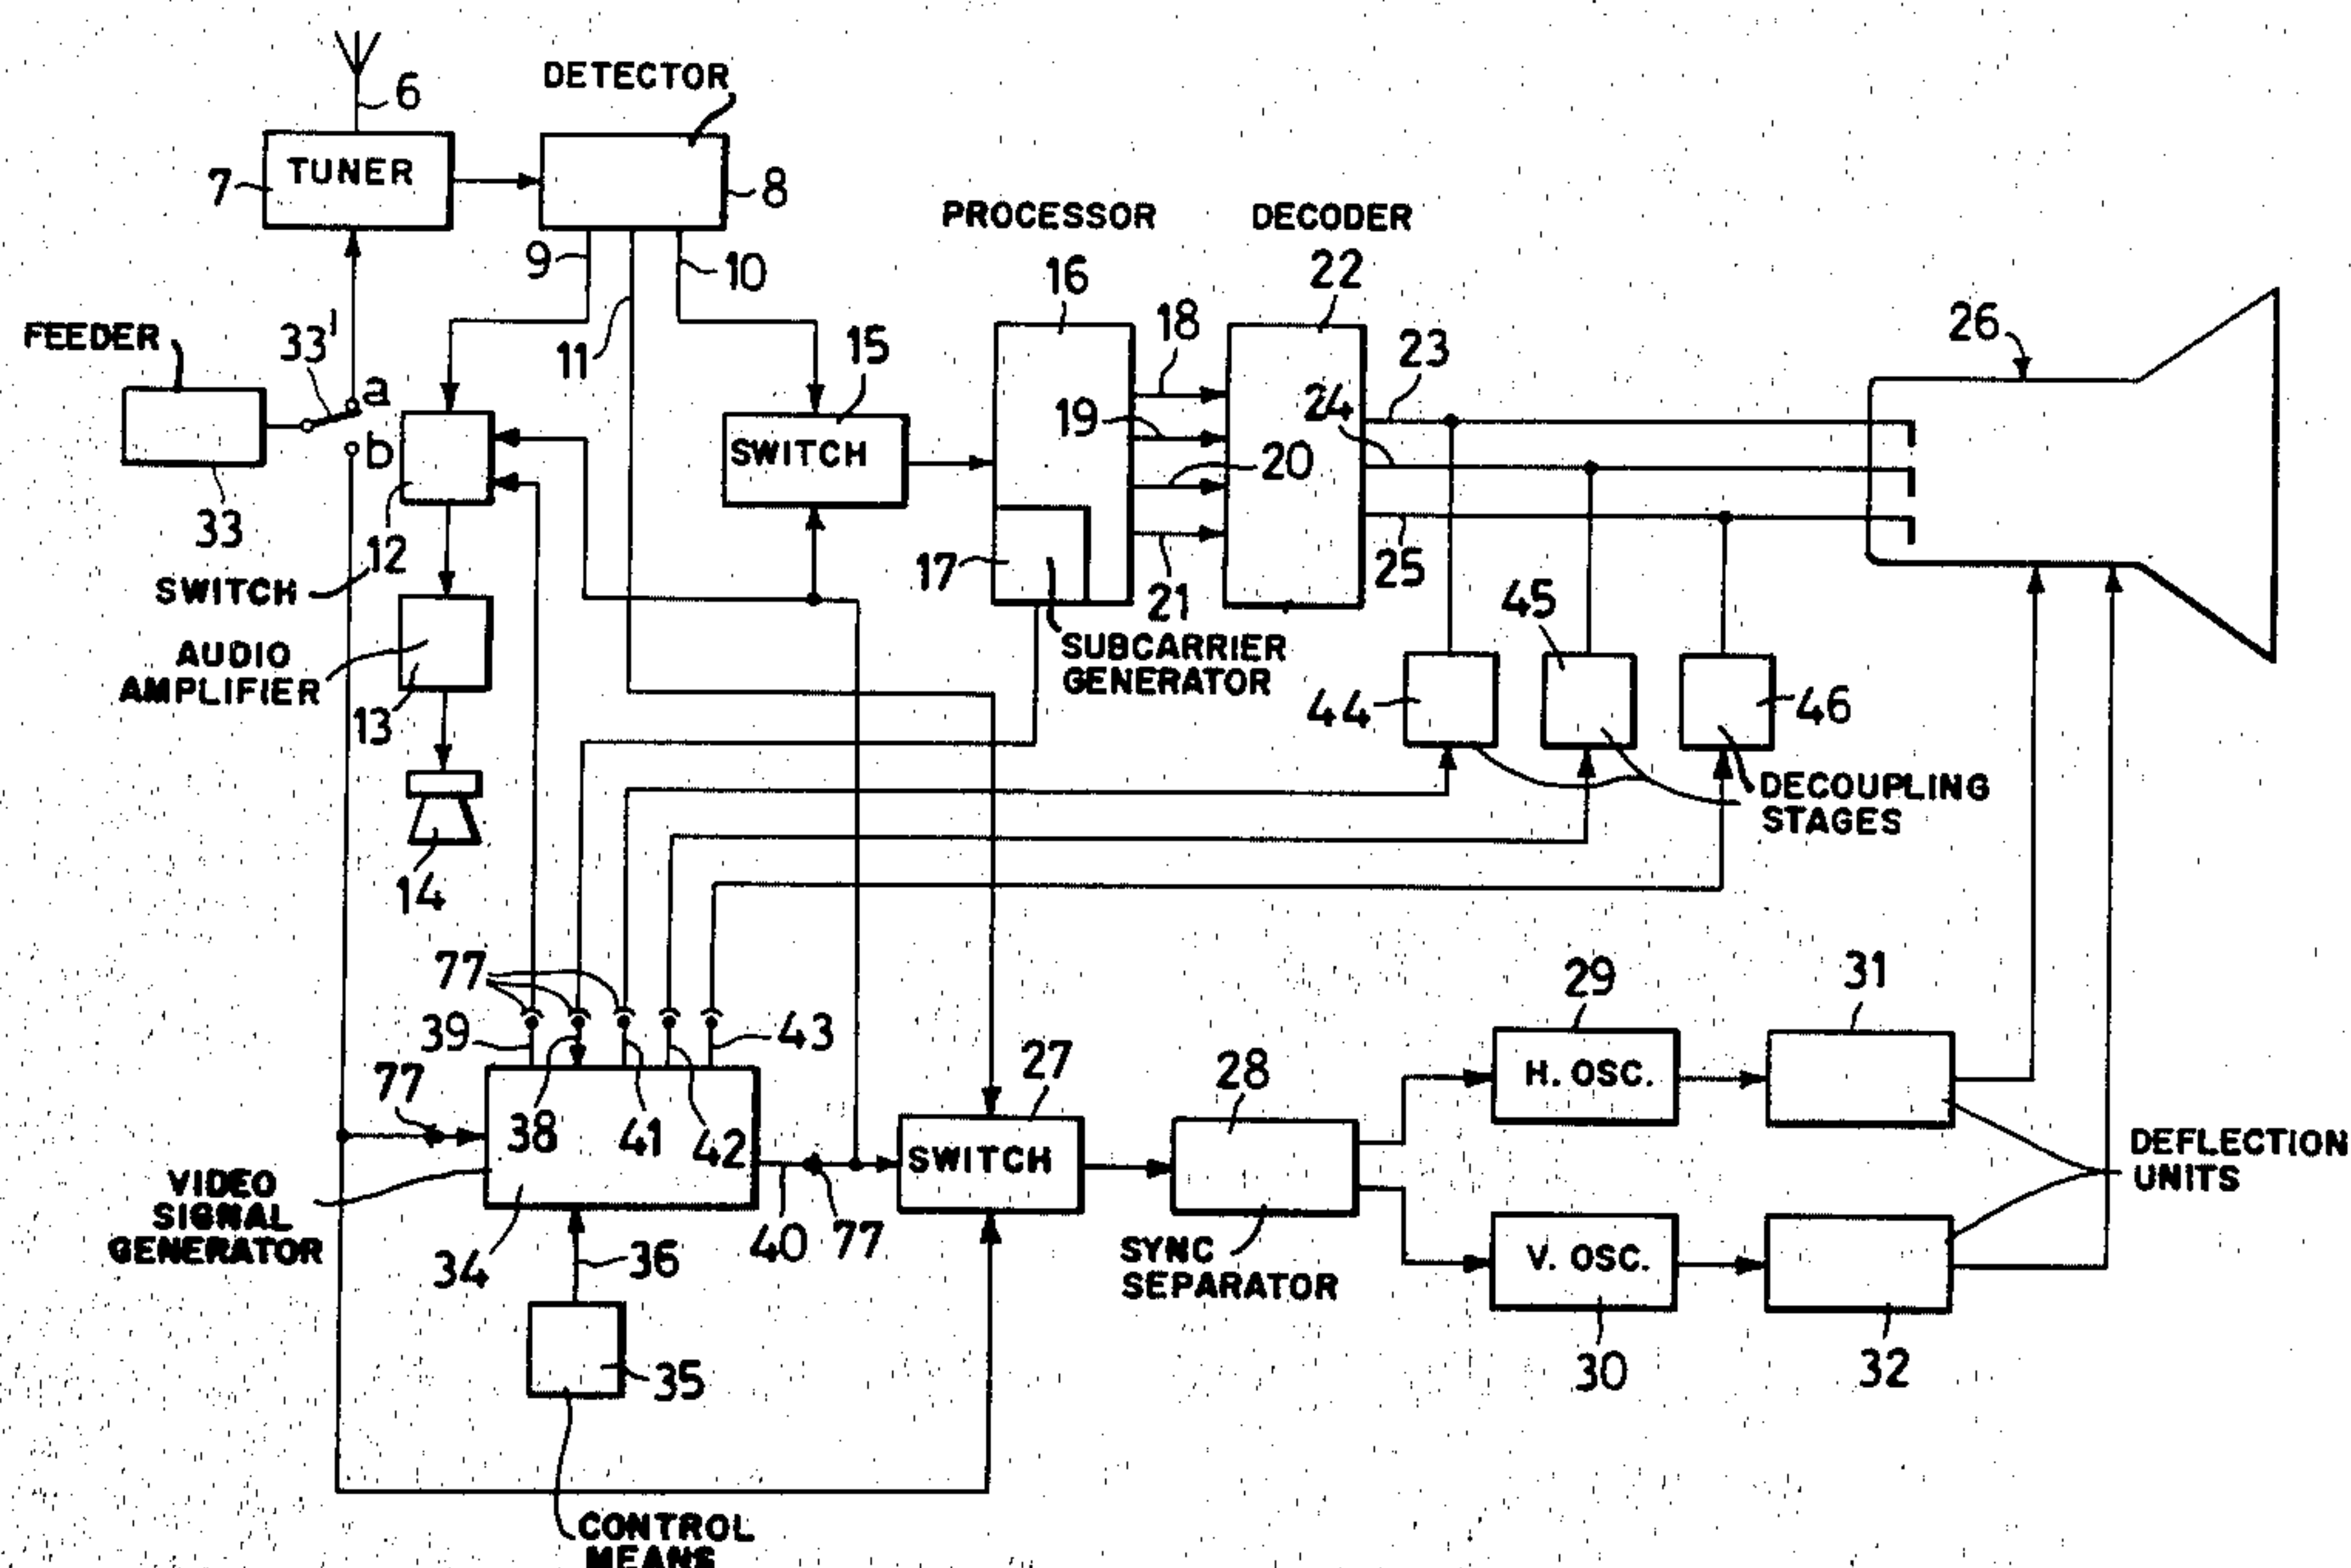 6
DETECTOR
7
TUNER
8
PROCESSOR
DECODER
9
10
16
22
FEEDER
33'
11
15
18
23
26
a
b
SWITCH
19
24
20
33
12
17
21
25
SWITCH
45
AUDIO
AMPLIFIER
SUBCARRIER
GENERATOR
13
44
46
DECOUPLING
STAGES
14
77
29
31
39
43
77
27
28
H. OSC.
38
41
42
SWITCH
DEFLECTION
UNITS
VIDEO
SIGNAL
GENERATOR
34
36
40
77
SYNC
SEPARATOR
V. OSC.
35
30
32
CONTROL
MEANS